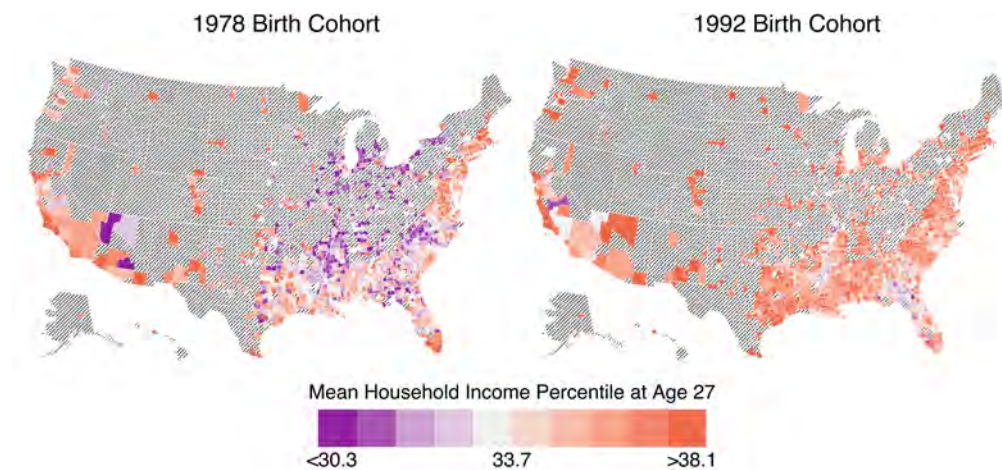 1978 Birth Cohort
1992 Birth Cohort
Mean Household Income Percentile at Age 27
<30.3
33.7
>38.1